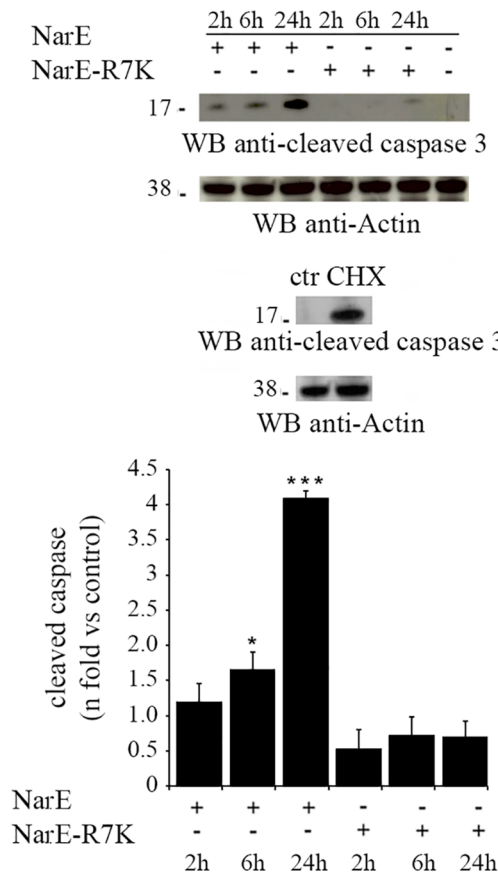 2h 6h 24h 2h 6h 24h
NarE + + + - - - -
NarE-R7K - - - + + + -
17 -
WB anti-cleaved caspase 3
38 -
WB anti-Actin
ctr CHX
17 -
WB anti-cleaved caspase 3
38 -
WB anti-Actin
cleaved caspase
(n fold vs control)
4.5
4
3.5
3
2.5
2.0
1.5
1.0
0.5
0
*
***
NarE + + + - - -
NarE-R7K - - - + + +
2h 6h 24h 2h 6h 24h